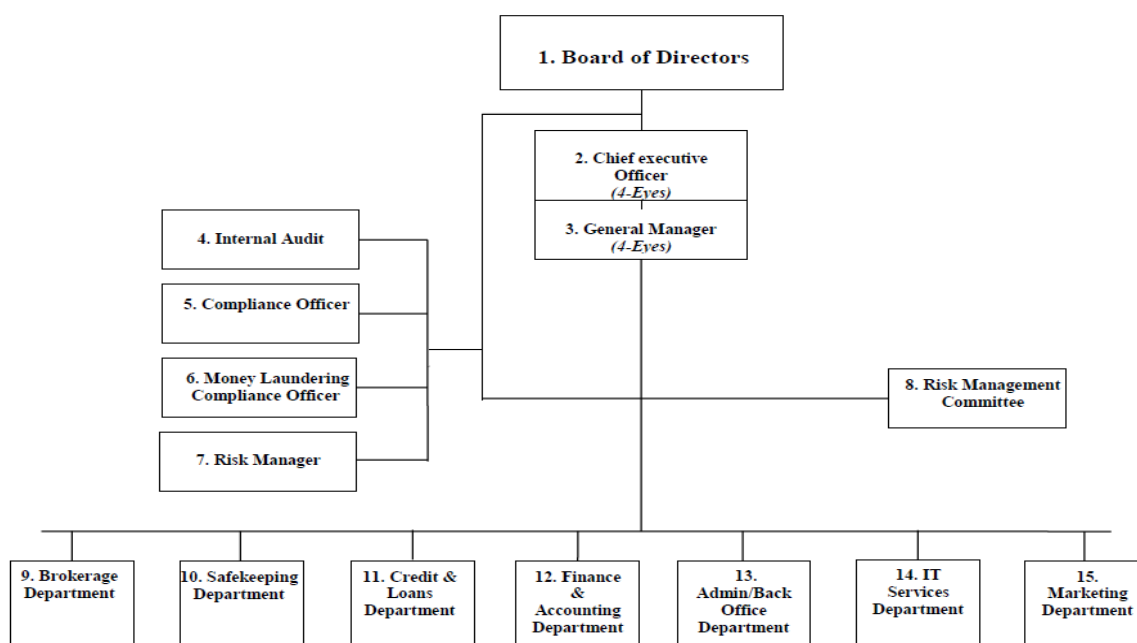 1. Board of Directors
2. Chief executive
Officer
(4-Eyes)
3. General Manager
(4-Eyes)
4. Internal Audit
5. Compliance Officer
6. Money Laundering
Compliance Officer
7. Risk Manager
8. Risk Management
Committee
9. Brokerage
Department
10. Safekeeping
Department
11. Credit &
Loans
Department
12. Finance
&
Accounting
Department
13.
Admin/Back
Office
Department
14. IT
Services
Department
15.
Marketing
Department